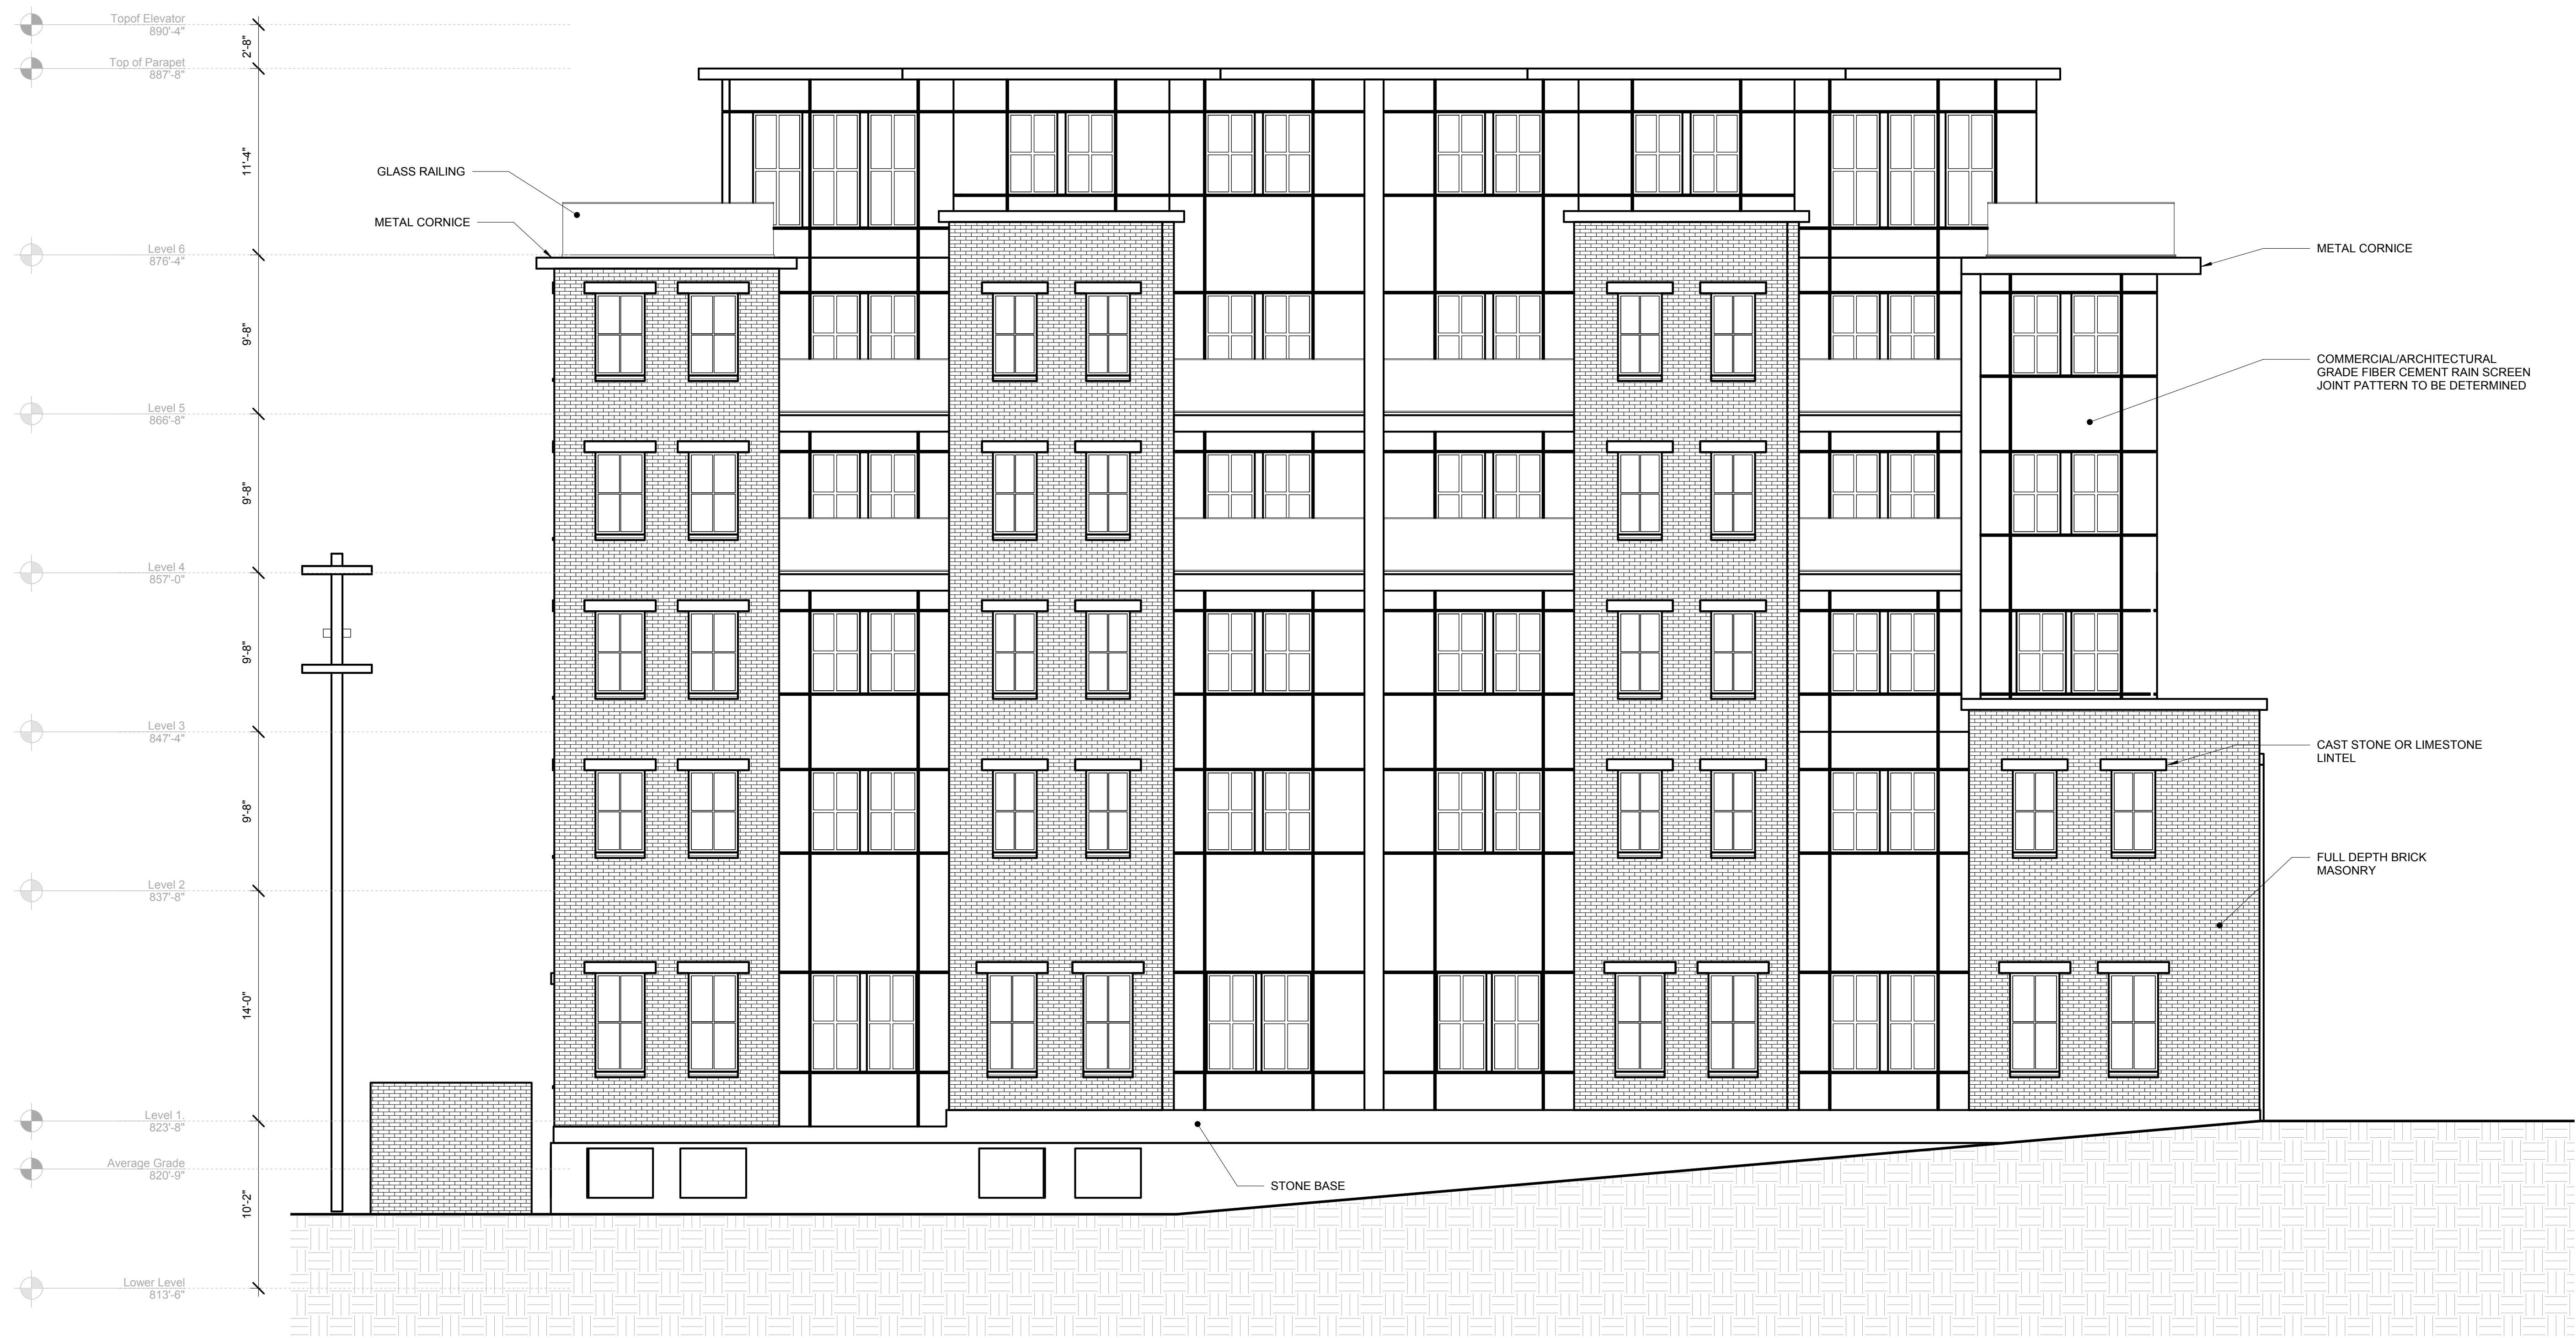 Topof Elevator
890'-4"
2'-8"
Top of Parapet
887'-8"
11'-4"
GLASS RAILING
METAL CORNICE
Level 6
876'-4"
METAL CORNICE
9'-8"
COMMERCIAL/ARCHITECTURAL
GRADE FIBER CEMENT RAIN SCREEN
JOINT PATTERN TO BE DETERMINED
Level 5
866'-8"
9'-8"
Level 4
857'-0"
9'-8"
Level 3
847'-4"
CAST STONE OR LIMESTONE
LINTEL
9'-8"
FULL DEPTH BRICK
MASONRY
Level 2
837'-8"
14'-0"
Level 1.
823'-8"
Average Grade
820'-9"
STONE BASE
10'-2"
Lower Level
813'-6"